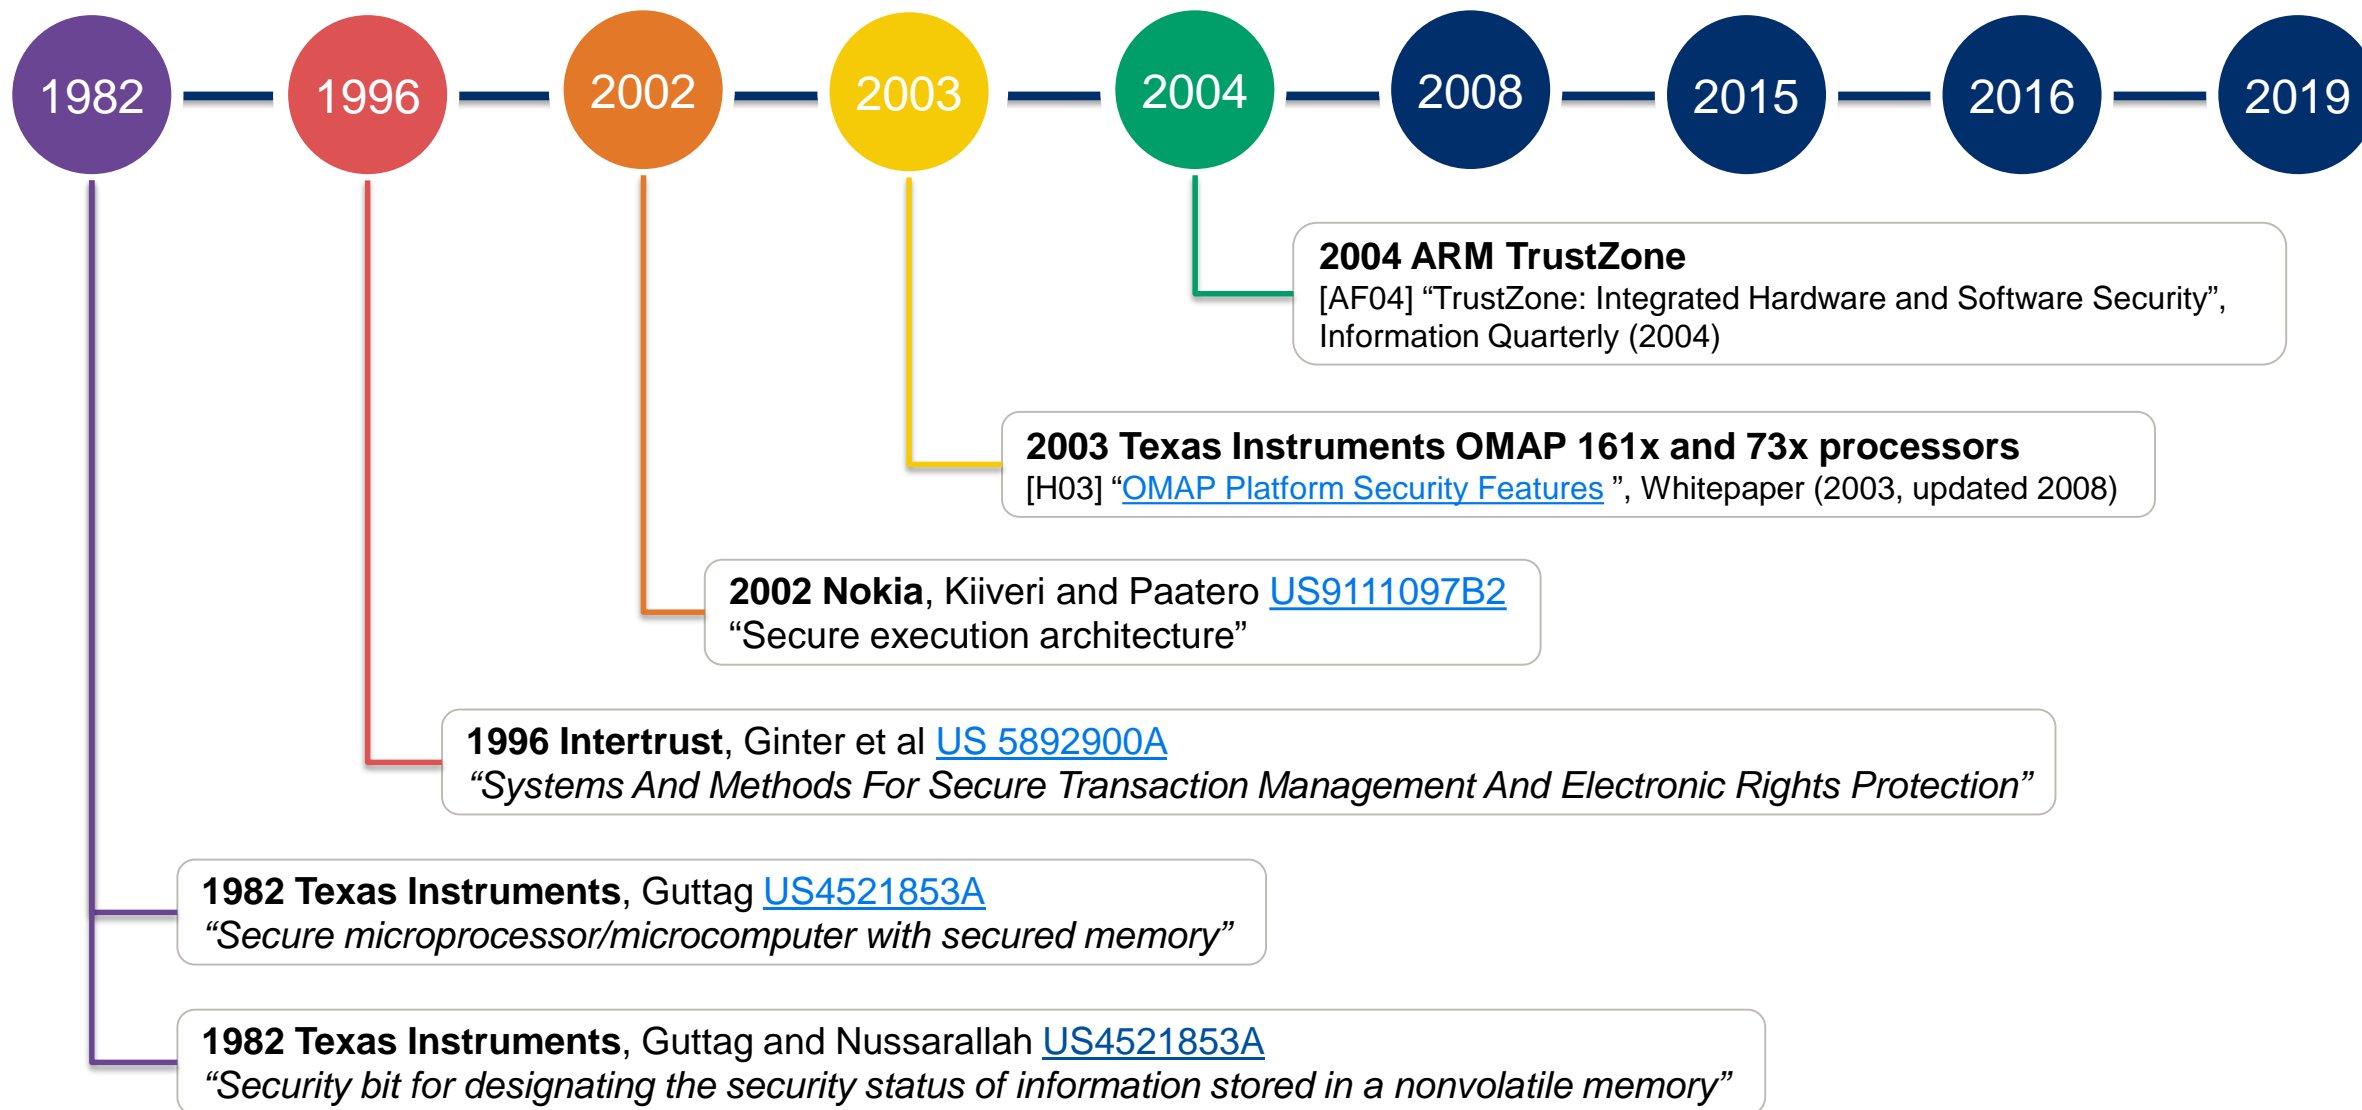 1982
1996
2002
2003
2004
2008
2015
2016
2019
2004 ARM TrustZone
[AF04] “TrustZone: Integrated Hardware and Software Security”,
Information Quarterly (2004)
2003 Texas Instruments OMAP 161x and 73x processors
[H03] “OMAP Platform Security Features ”, Whitepaper (2003, updated 2008)
2002 Nokia, Kiiveri and Paatero US9111097B2
“Secure execution architecture”
1996 Intertrust, Ginter et al US 5892900A
“Systems And Methods For Secure Transaction Management And Electronic Rights Protection”
1982 Texas Instruments, Guttag US4521853A
“Secure microprocessor/microcomputer with secured memory”
1982 Texas Instruments, Guttag and Nussarallah US4521853A
“Security bit for designating the security status of information stored in a nonvolatile memory”